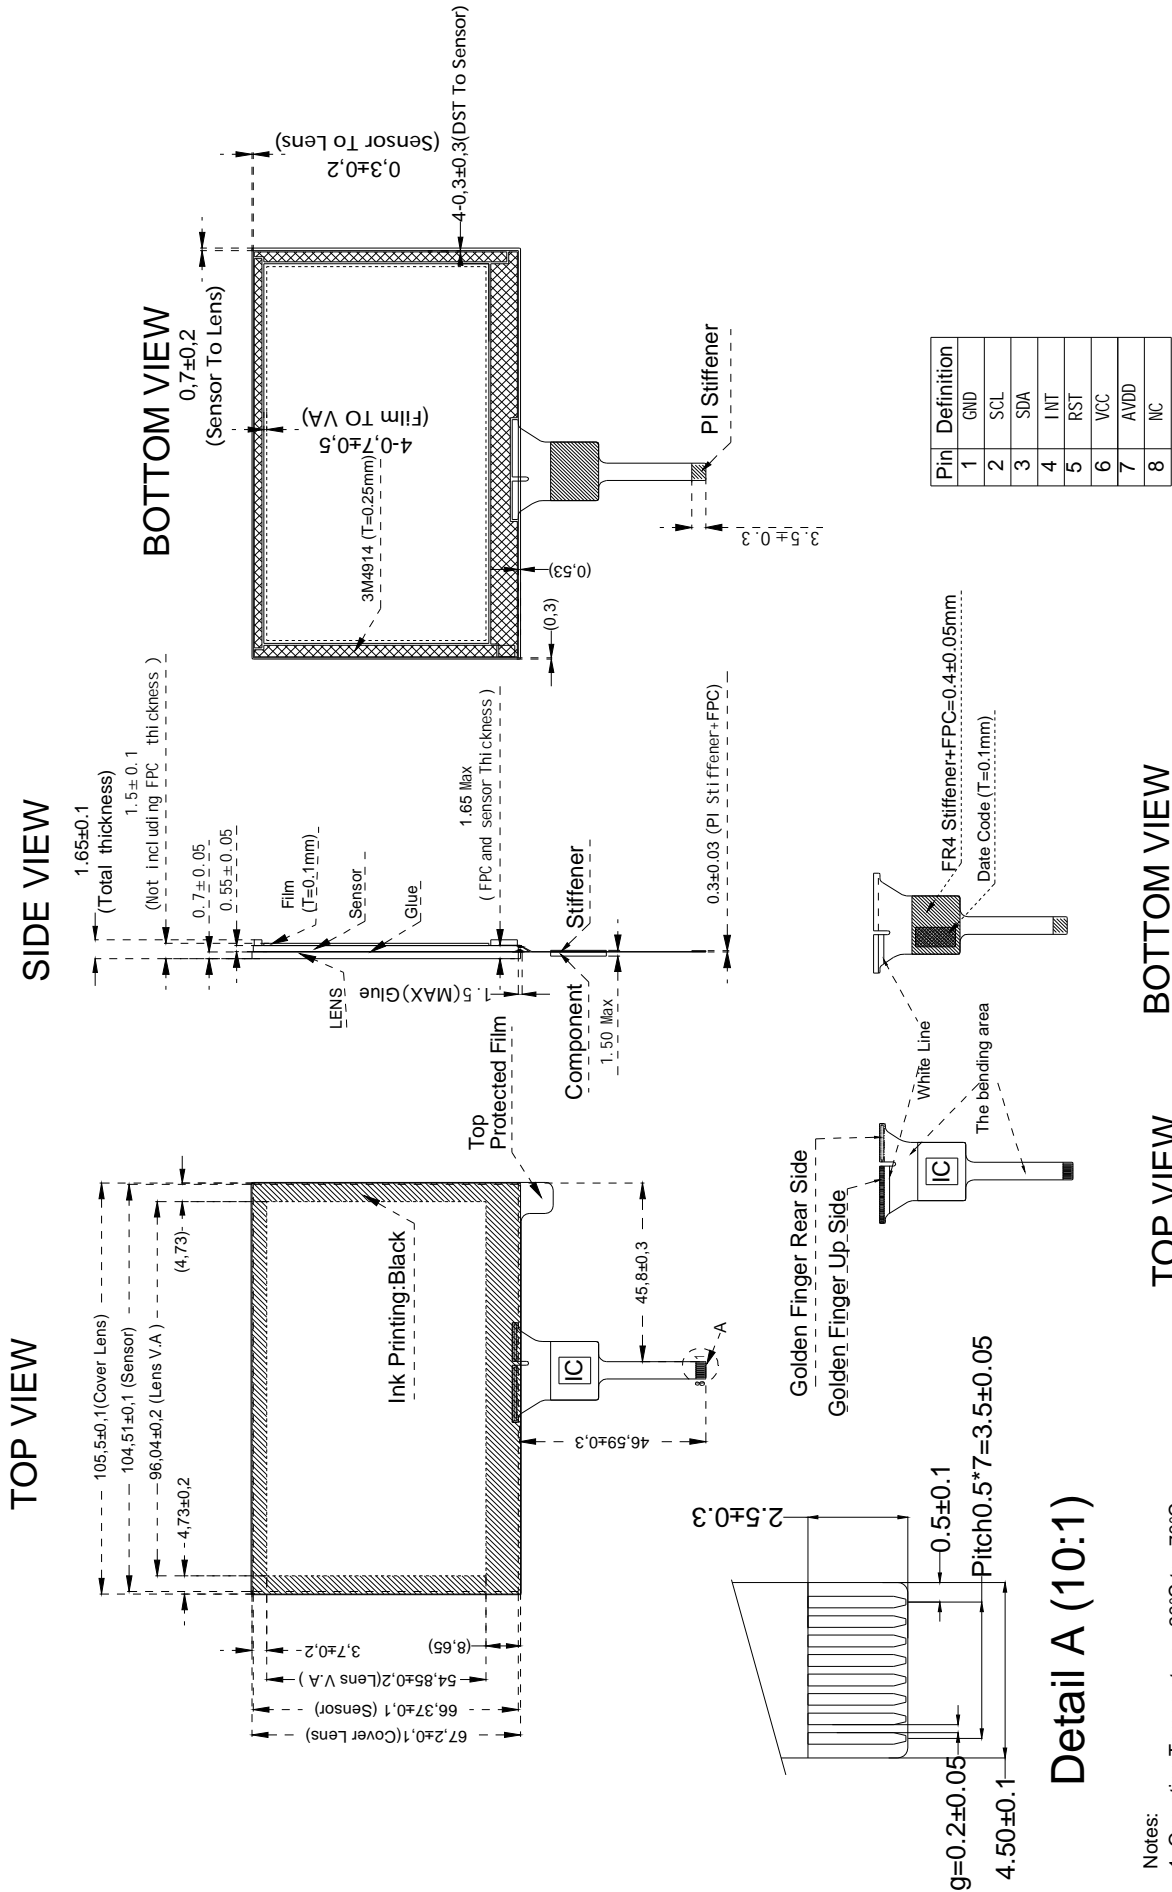 TOP VIEW
105,5±0,1(Cover Lens)
104,51±0,1 (Sensor)
96,04±0,2 (Lens V.A )
4,73±0,2
(4,73)
67,2±0,1(Cover Lens)
66,37±0,1 (Sensor)
54,85±0,2(Lens V.A )
3,7±0,2
(8,65)
Ink Printing:Black
Top
Protected Film
45,8±0,3
46,59±0,3
IC
8
1
A
SIDE VIEW
1.65±0.1
(Total thickness)
1.5±0.1
(Not including FPC thickness )
0.7±0.05
0.55±0.05
Film
(T=0.1mm)
Sensor
Glue
LENS
1.5(MAX)Glue
1.65 Max
( FPC and sensor Thickness)
Component
Stiffener
1.50 Max
0.3±0.03 (PI Stiffener+FPC)
BOTTOM VIEW
0,7±0,2
(Sensor To Lens)
0,3±0,2
(Sensor To Lens)
4-0,3±0,3(DST To Sensor)
4-0,7±0,5
(Film TO VA)
3M4914 (T=0.25mm)
(0,53)
(0,3)
PI Stiffener
3.5±0.3
Detail A (10:1)
2.5±0.3
0.5±0.1
Pitch0.5*7=3.5±0.05
g=0.2±0.05
4.50±0.1
Golden Finger Rear Side
Golden Finger Up Side
IC
White Line
The bending area
FR4 Stiffener+FPC=0.4±0.05mm
Date Code (T=0.1mm)
Pin Definition
1 GND
2 SCL
3 SDA
4 INT
5 RST
6 VCC
7 AVDD
8 NC
TOP VIEW
BOTTOM VIEW
Notes: